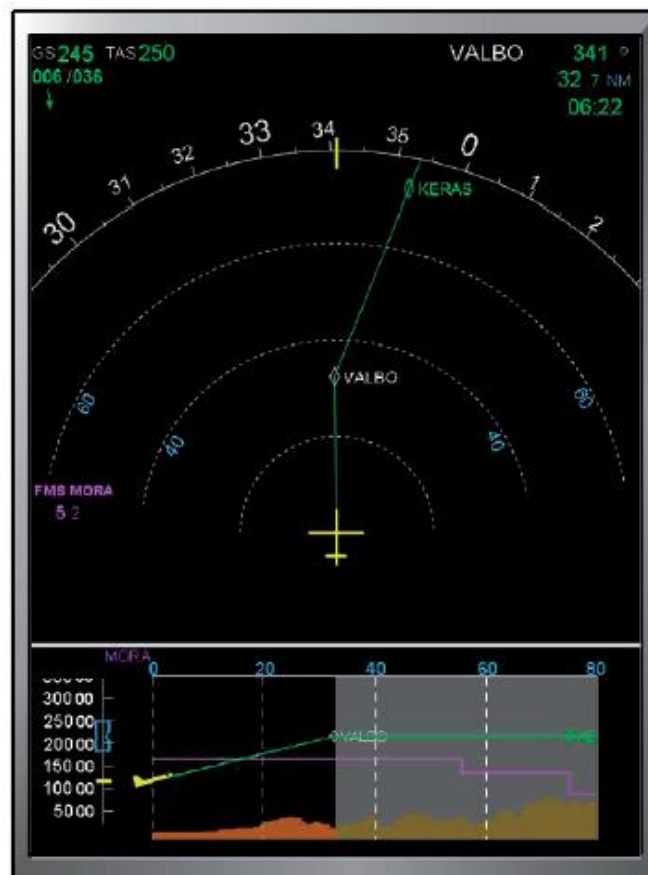 GS 245 TAS 250 VALBO 341 °
006 / 036 32 7 NM
06:22
30 31 32 33 34 35 0 1 2
KERAS
VALBO
60 60
40 40
FMS MORA
5 2
MORA
0 20 40 60 80
300 00
250 00
200 00 VALBO
150 00
100 00
50 00